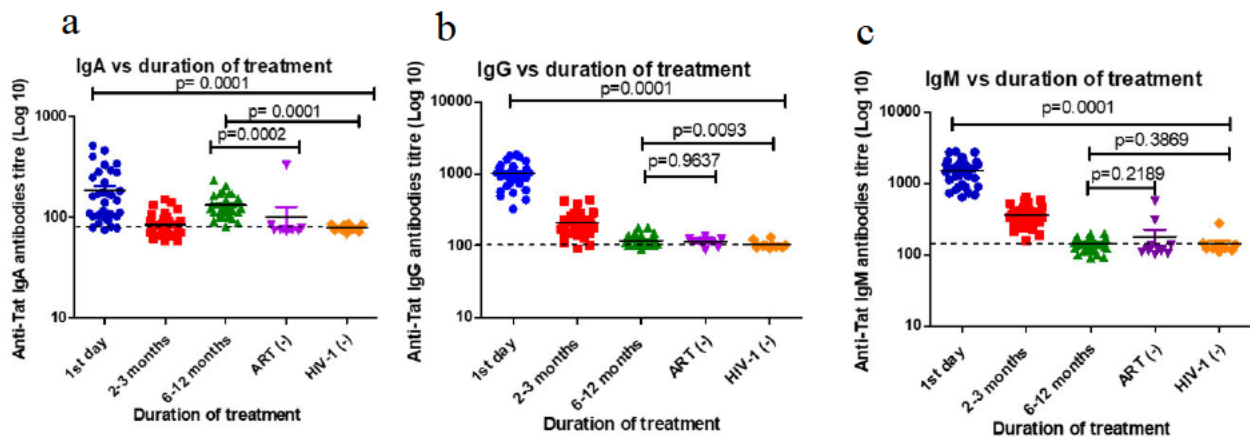 a
IgA vs duration of treatment
p= 0.0001
p= 0.0001
p=0.0002
Anti-Tat IgA antibodies titre (Log 10)
1000
100
10
1st day
2-3 months
6-12 months
ART (-)
HIV-1 (-)
Duration of treatment
b
IgG vs duration of treatment
p=0.0001
p=0.0093
p=0.9637
Anti-Tat IgG antibodies titre (Log 10)
10000
1000
100
10
1st day
2-3 months
6-12 months
ART (-)
HIV-1 (-)
Duration of treatment
c
IgM vs duration of treatment
p=0.0001
p=0.3869
p=0.2189
Anti-Tat IgM antibodies titre (Log 10)
10000
1000
100
10
1st day
2-3 months
6-12 months
ART (-)
HIV-1 (-)
Duration of treatment